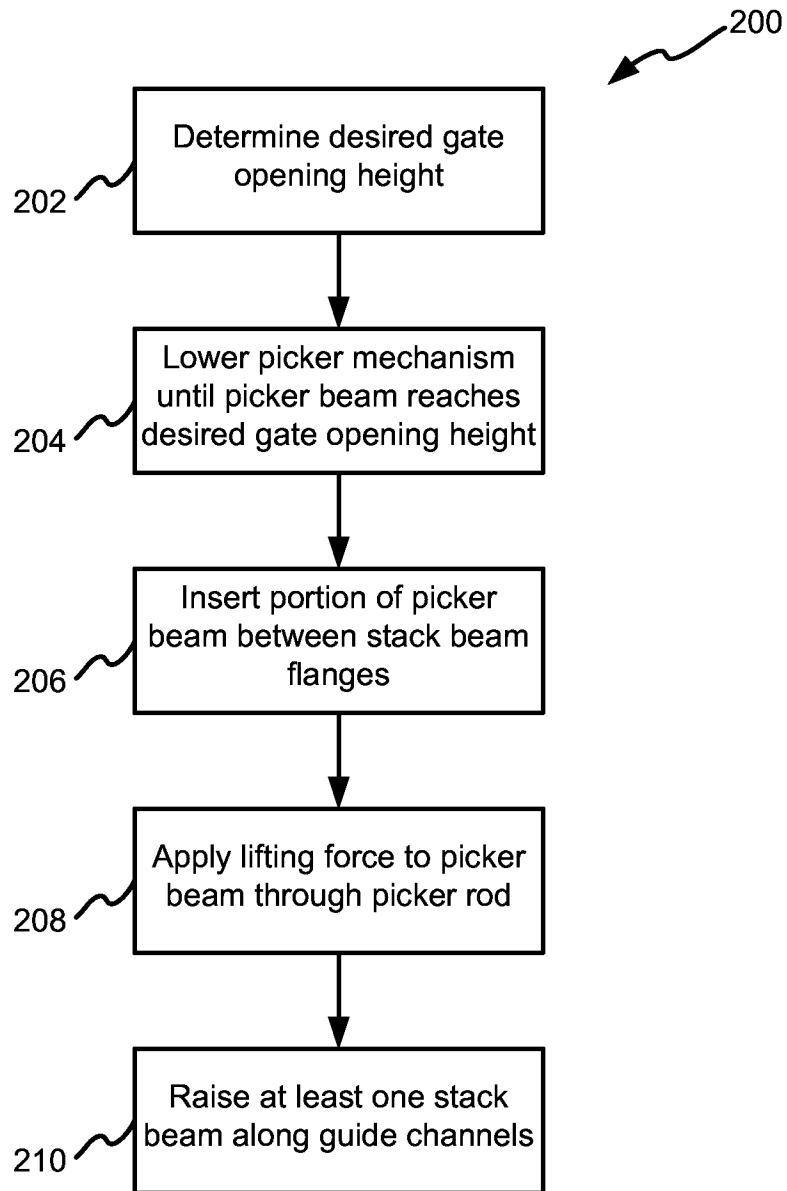 200
Determine desired gate
opening height
202
Lower picker mechanism
until picker beam reaches
desired gate opening height
204
Insert portion of picker
beam between stack beam
flanges
206
Apply lifting force to picker
beam through picker rod
208
Raise at least one stack
beam along guide channels
210